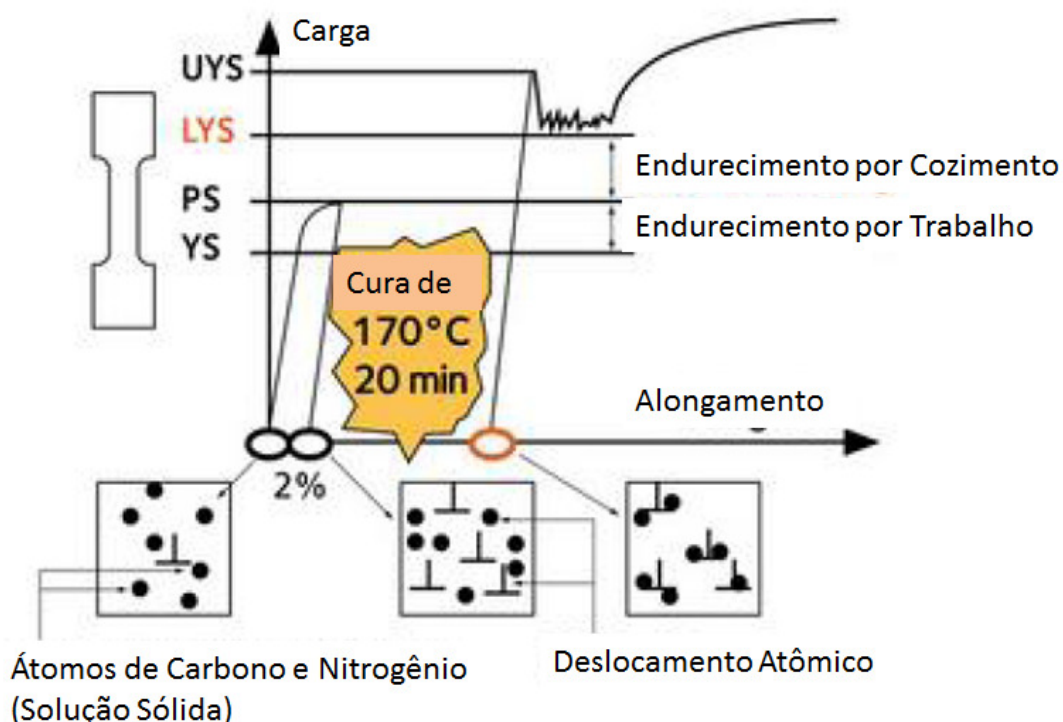 Carga
UYS
LYS
Endurecimento por Cozimento
PS
Endurecimento por Trabalho
YS
Cura de
170°C
20 min
Alongamento
2%
Átomos de Carbono e Nitrogênio
(Solução Sólida)
Deslocamento Atômico